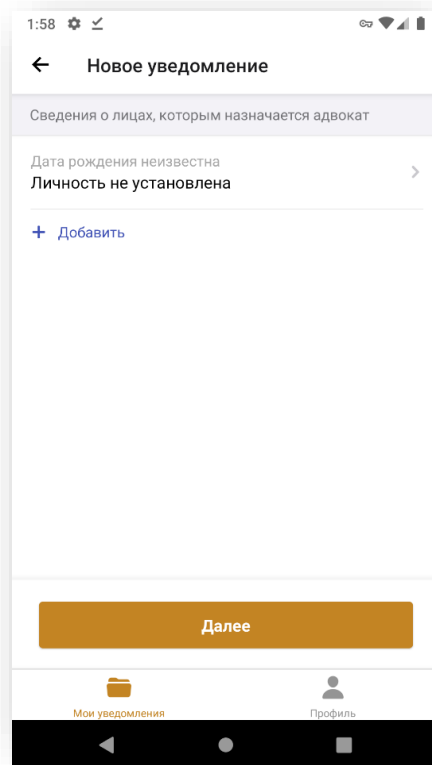 1:58
Новое уведомление
Сведения о лицах, которым назначается адвокат
Дата рождения неизвестна
Личность не установлена
+ Добавить
Далее
Мои уведомления
Профиль